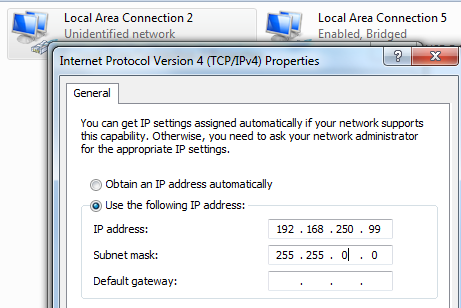 Local Area Connection 2
Unidentified network
Local Area Connection 5
Enabled, Bridged
Internet Protocol Version 4 (TCP/IPv4) Properties
General
You can get IP settings assigned automatically if your network supports
this capability. Otherwise, you need to ask your network administrator
for the appropriate IP settings.
Obtain an IP address automatically
Use the following IP address:
IP address: 192 . 168 . 250 . 99
Subnet mask: 255 . 255 . 0 . 0
Default gateway: . . .